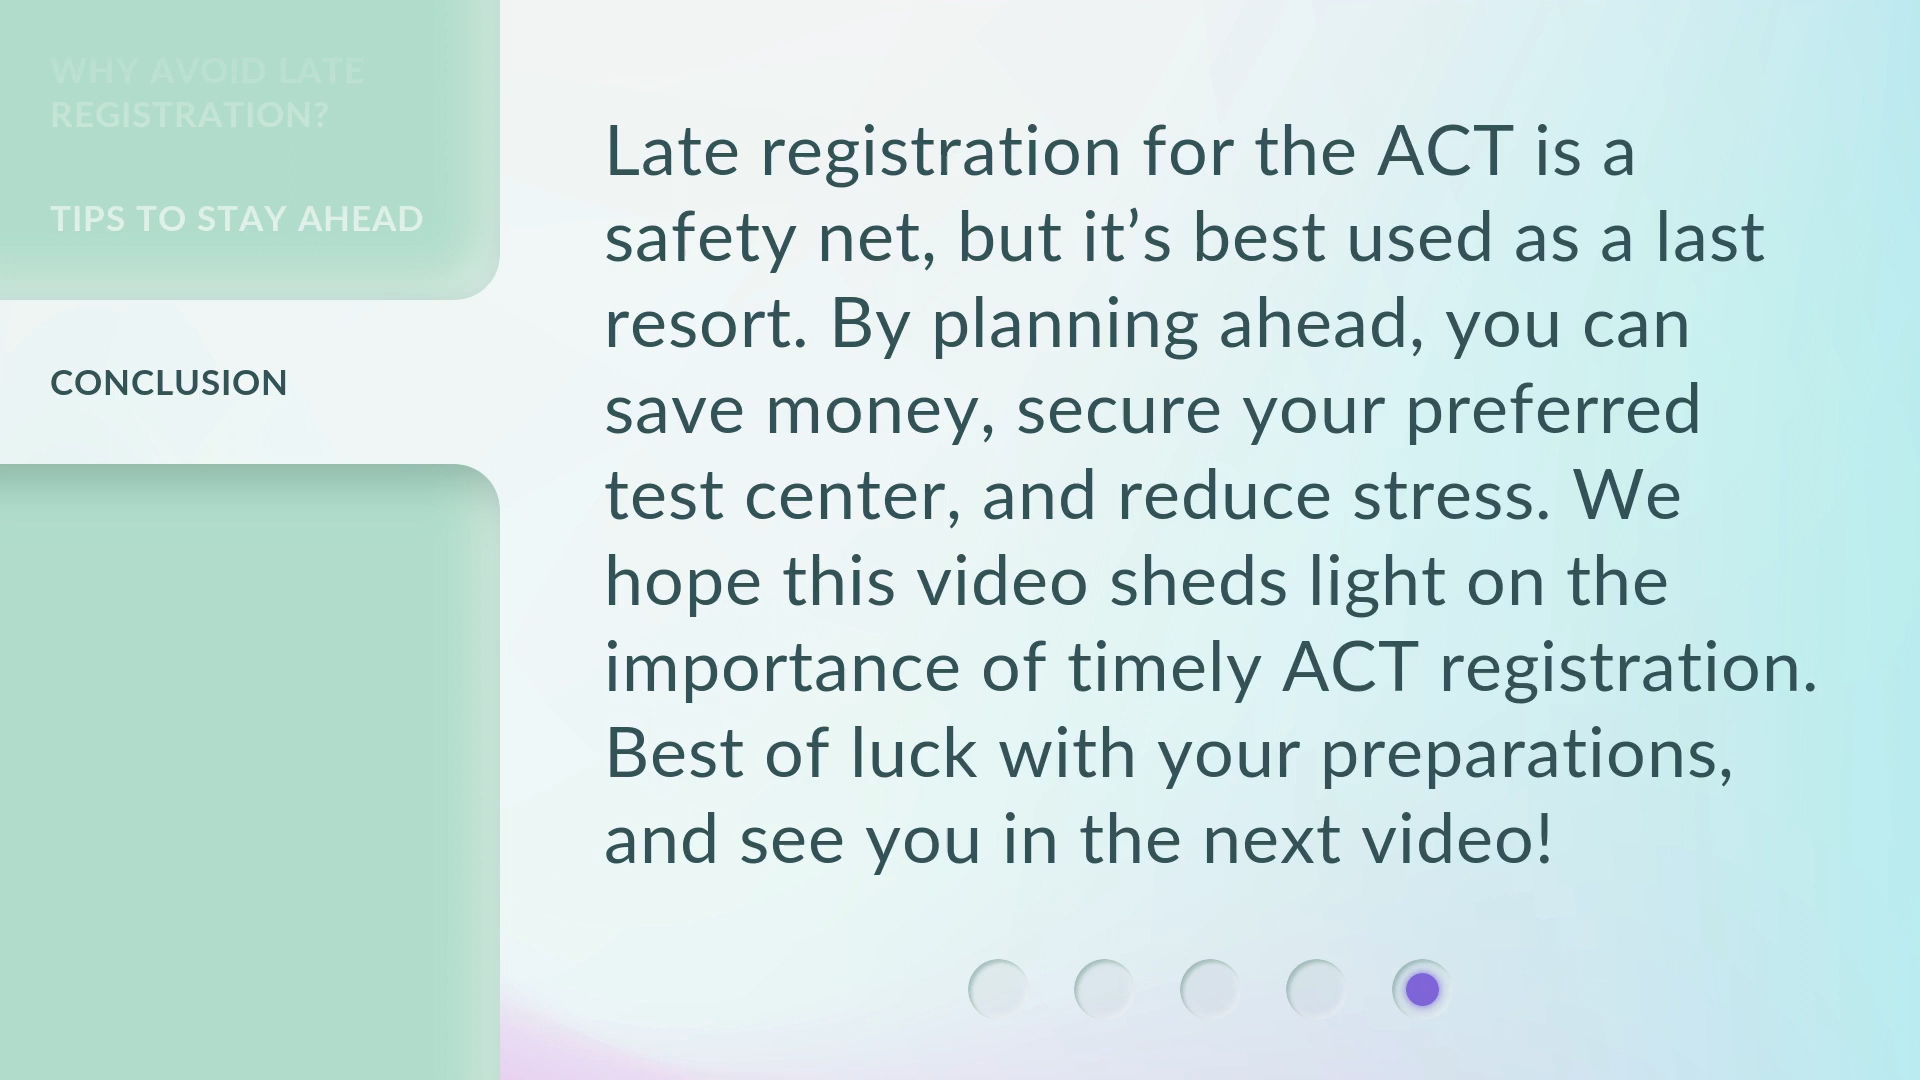 WHY AVOID LATE
REGISTRATION?
TIPS TO STAY AHEAD
CONCLUSION
Late registration for the ACT is a
safety net, but it’s best used as a last
resort. By planning ahead, you can
save money, secure your preferred
test center, and reduce stress. We
hope this video sheds light on the
importance of timely ACT registration.
Best of luck with your preparations,
and see you in the next video!